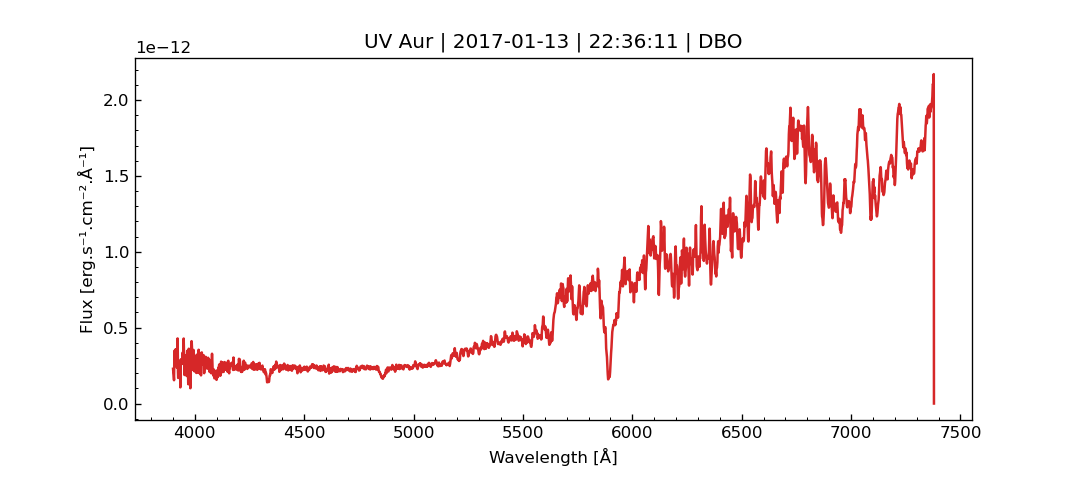 UV Aur | 2017-01-13 | 22:36:11 | DBO
1e−12
2.0
1.5
1.0
0.5
0.0
Flux [erg.s⁻¹.cm⁻².Å⁻¹]
4000 4500 5000 5500 6000 6500 7000 7500
Wavelength [Å]